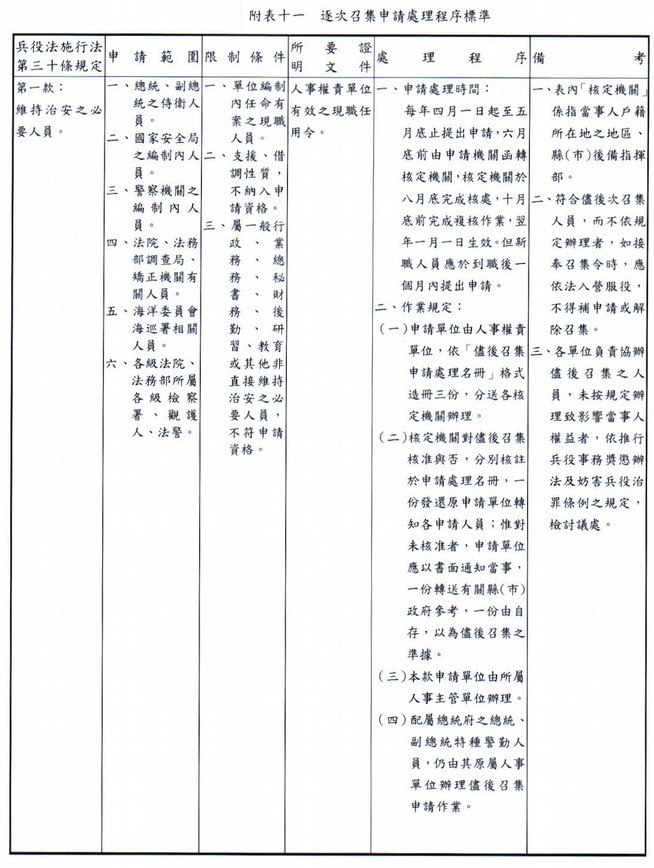 附表十一　逐次召集申請處理程序標準
兵役法施行法
第三十條規定
申請範圍
限制條件
所要證
明文件
處理程序
備考
第一款：
維持治安之必
要人員。
一、總統、副總
統之侍衛人
員。
二、國家安全局
之編制內人
員。
三、警察機關之
編制內人
員。
四、法院、法務
部調查局、
矯正機關有
關人員。
五、海洋委員會
海巡署相關
人員。
六、各級法院、
法務部所屬
各級檢察
署、觀護
人、法警。
一、單位編制
內任命有
案之現職
人員。
二、支援、借
調性質，
不納入申
請資格。
三、屬一般行
政、業
務、總
務、秘
書、財
務、後
勤、研
習、教育
或其他非
直接維持
治安之必
要人員，
不符申請
資格。
人事權責單位
有效之現職任
用令。
一、申請處理時間：
每年四月一日起至五
月底止提出申請，六月
底前由申請機關函轉
核定機關，核定機關於
八月底完成核處，十月
底前完成複核作業，翌
年一月一日生效。但新
職人員應於到職後一
個月內提出申請。
二、作業規定：
（一）申請單位由人事權責
單位，依「儘後召集
申請處理名冊」格式
造冊三份，分送各核
定機關辦理。
（二）核定機關對儘後召集
核准與否，分別核註
於申請處理名冊，一
份發還原申請單位轉
知各申請人員；惟對
未核准者，申請單位
應以書面通知當事，
一份轉送有關縣（市）
政府參考，一份由自
存，以為儘後召集之
準據。
（三）本款申請單位由所屬
人事主管單位辦理。
（四）配屬總統府之總統、
副總統特種警勤人
員，仍由其原屬人事
單位辦理儘後召集
申請作業。
一、表內「核定機關」
係指當事人戶籍
所在地之地區、
縣（市）後備指揮
部。
二、符合儘後次召集
人員，而不依規
定辦理者，如接
奉召集令時，應
依法入營服役，
不得補申請或解
除召集。
三、各單位負責協辦
儘後召集之人
員，未按規定辦
理致影響當事人
權益者，依推行
兵役事務獎懲辦
法及妨害兵役治
罪條例之規定，
檢討議處。